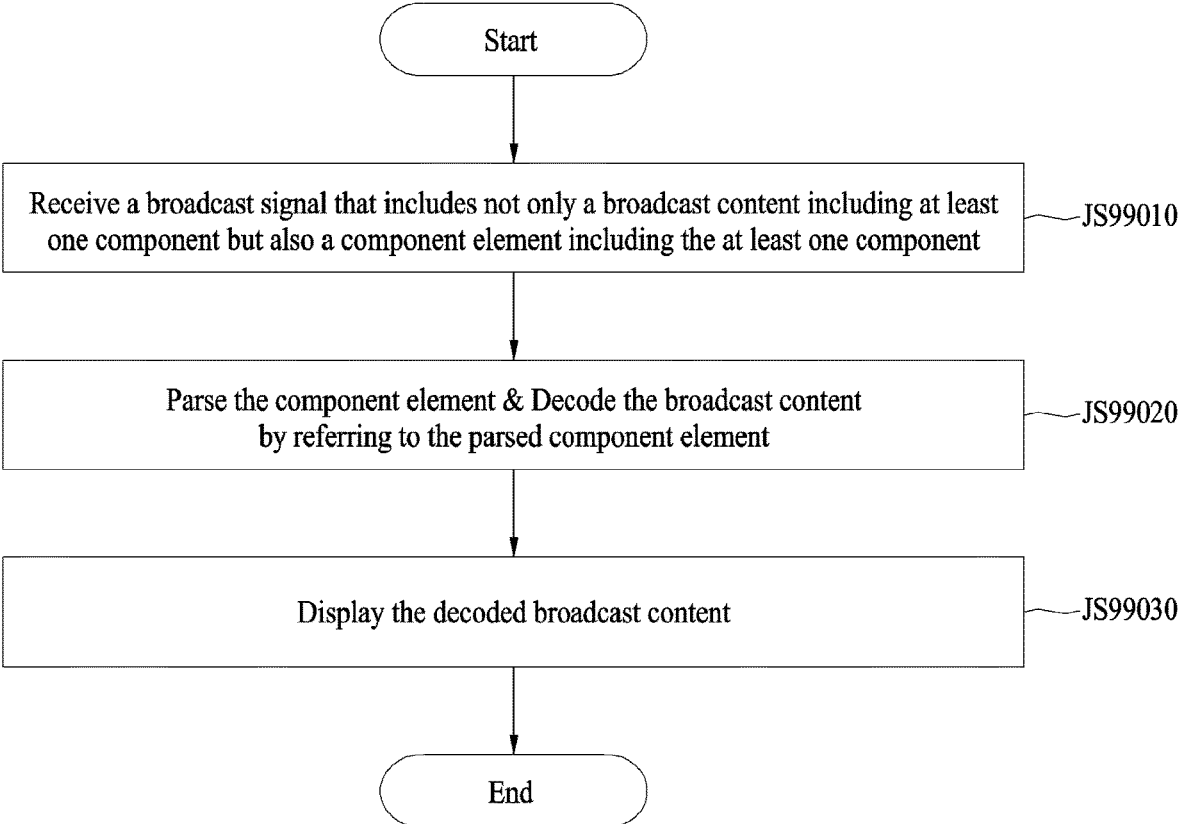 Start
Receive a broadcast signal that includes not only a broadcast content including at least
one component but also a component element including the at least one component
JS99010
Parse the component element & Decode the broadcast content
by referring to the parsed component element
JS99020
Display the decoded broadcast content
JS99030
End